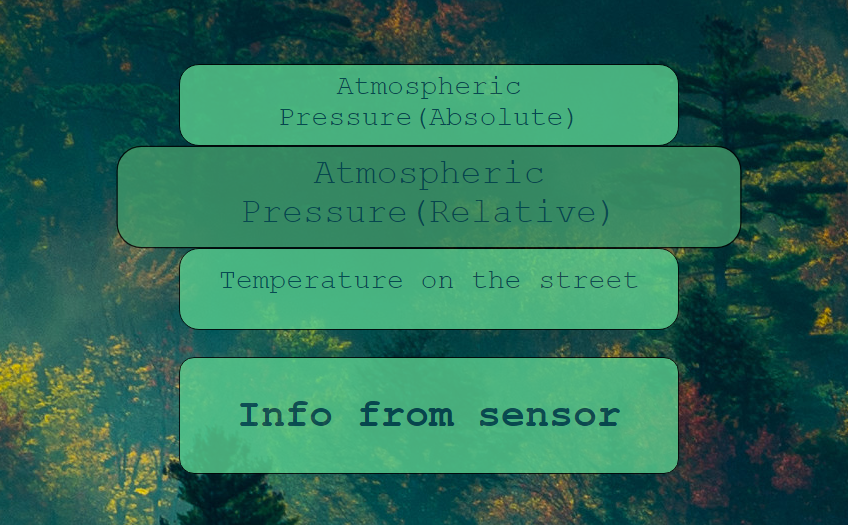 Atmospheric
Pressure(Absolute)
Atmospheric
Pressure(Relative)
Temperature on the street
Info from sensor